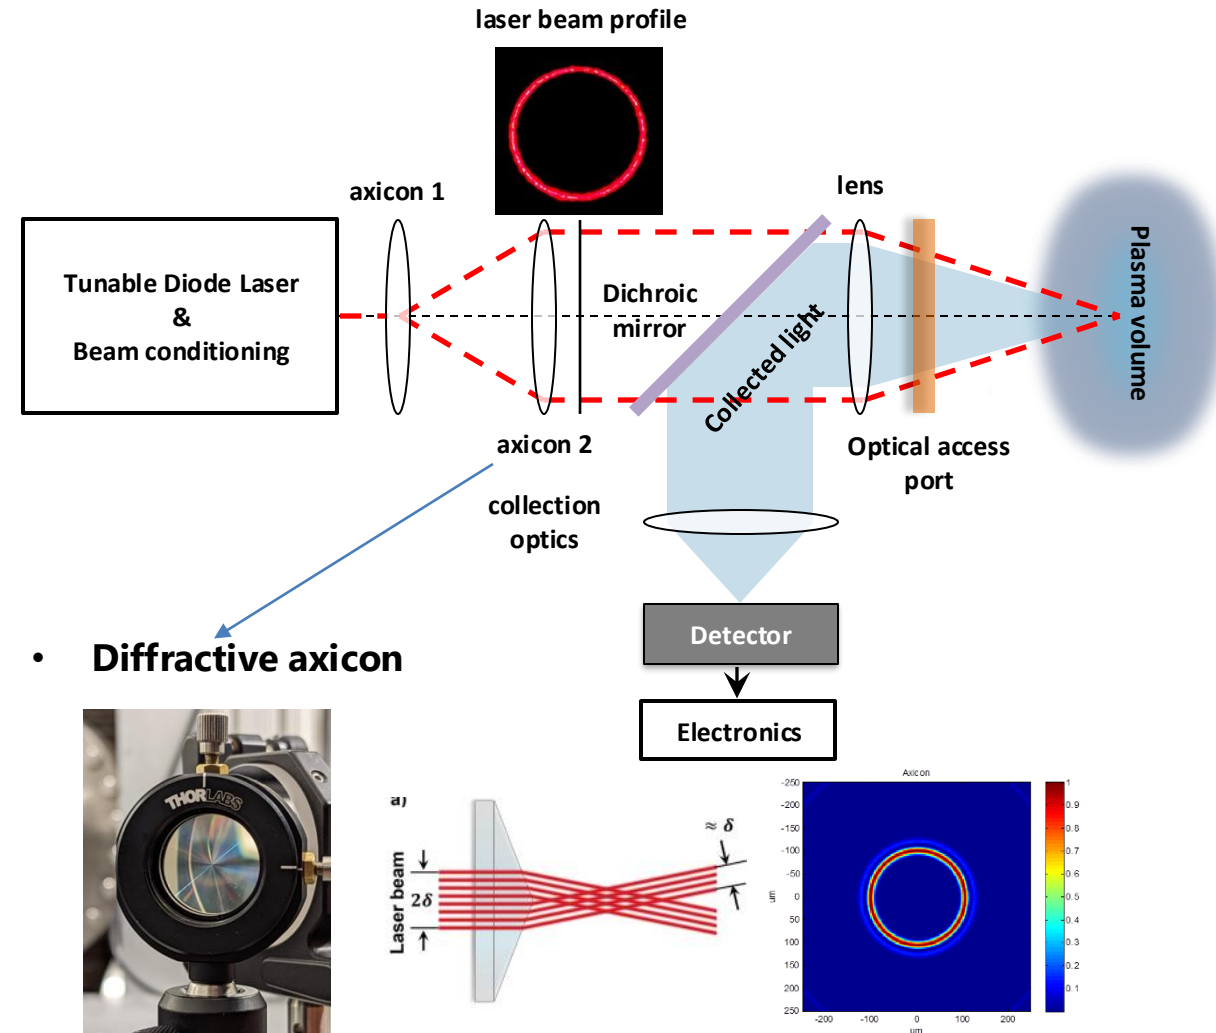 laser beam profile
axicon 1
lens
Tunable Diode Laser
&
Beam conditioning
Dichroic
mirror
Collected light
Plasma volume
axicon 2
Optical access
port
collection
optics
Detector
Electronics
• Diffractive axicon
THORLABS
a)
Laser beam
2δ
≈ δ
Axicon
-250
-200
-150
-100
-50
0
50
100
150
200
250
um
-200 -100 0 100 200
um
1
0.9
0.8
0.7
0.6
0.5
0.4
0.3
0.2
0.1